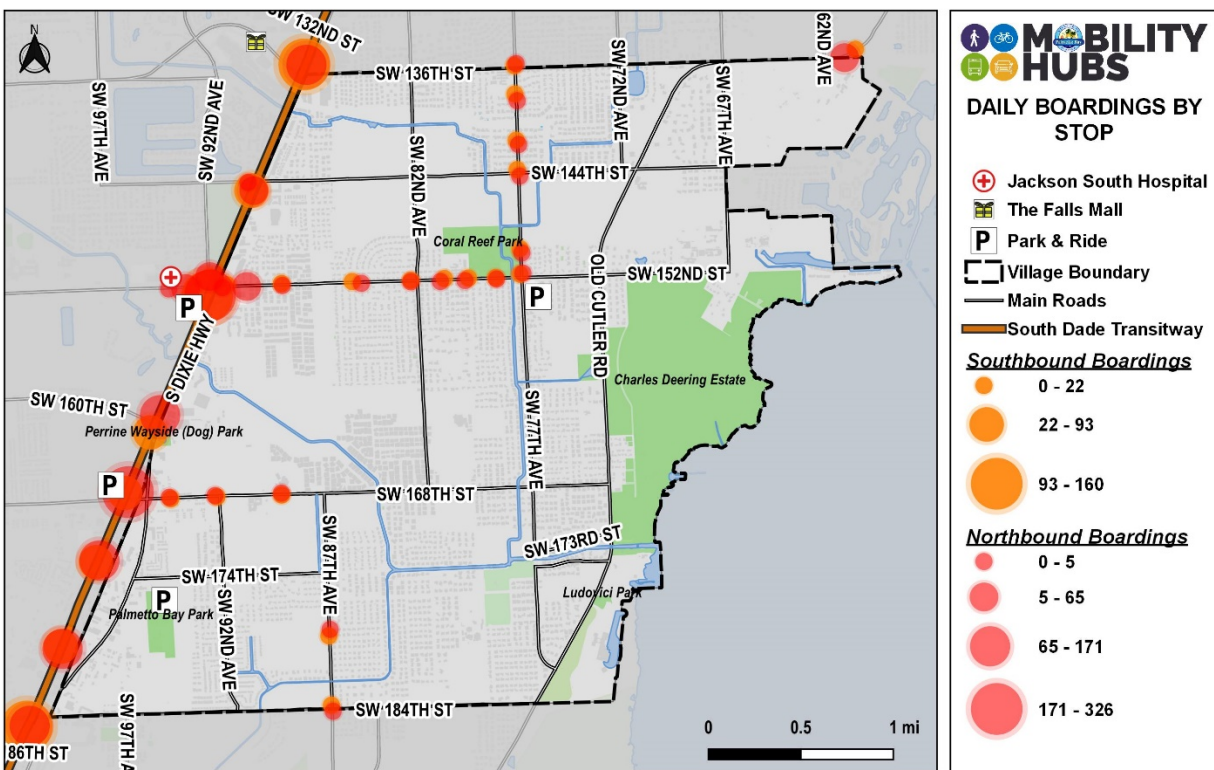 N
SW 132ND ST
SW 136TH ST
62ND AVE
SW 97TH AVE
SW 92ND AVE
SW 72ND AVE
SW 67TH AVE
SW 82ND AVE
SW 144TH ST
Coral Reef Park
SW 152ND ST
P
P
OLD CUTLER RD
S DIXIE HWY
Charles Deering Estate
SW 160TH ST
Perrine Wayside (Dog) Park
SW 77TH AVE
P
SW 168TH ST
SW 87TH AVE
SW 173RD ST
SW 174TH ST
P
Palmetto Bay Park
Ludovici Park
SW 92ND AVE
SW 97TH A
SW 184TH ST
86TH ST
0 0.5 1 mi
MOBILITY
HUBS
DAILY BOARDINGS BY
STOP
Jackson South Hospital
The Falls Mall
P Park & Ride
Village Boundary
Main Roads
South Dade Transitway
Southbound Boardings
0 - 22
22 - 93
93 - 160
Northbound Boardings
0 - 5
5 - 65
65 - 171
171 - 326